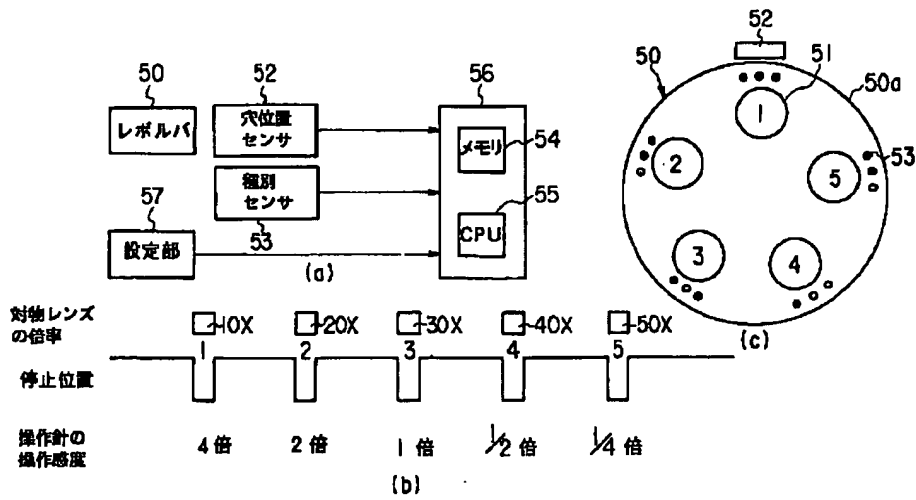 50
レボルバ
52
穴位置
センサ
56
メモリ
54
種別
センサ
53
57
設定部
55
CPU
(a)
52
50
51
50a
53
1
2
3
4
5
(c)
対物レンズ
の倍率
10X
20X
30X
40X
50X
停止位置
1
2
3
4
5
操作針の
操作感度
4倍
2倍
1倍
1/2倍
1/4倍
(b)